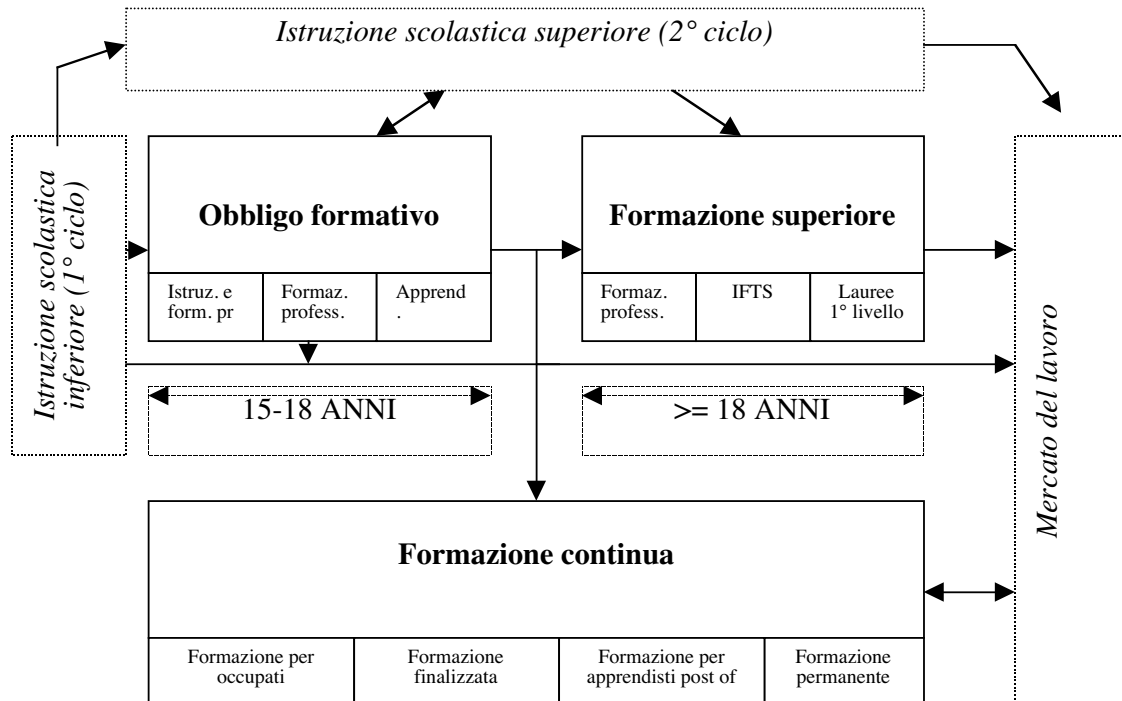 Istruzione scolastica superiore (2° ciclo)
Istruzione scolastica
inferiore (1° ciclo)
Obbligo formativo
Istruz. e
form. pr
Formaz.
profess.
Apprend
.
Formazione superiore
Formaz.
profess.
IFTS
Lauree
1° livello
15-18 ANNI
>= 18 ANNI
Mercato del lavoro
Formazione continua
Formazione per
occupati
Formazione
finalizzata
Formazione per
apprendisti post of
Formazione
permanente